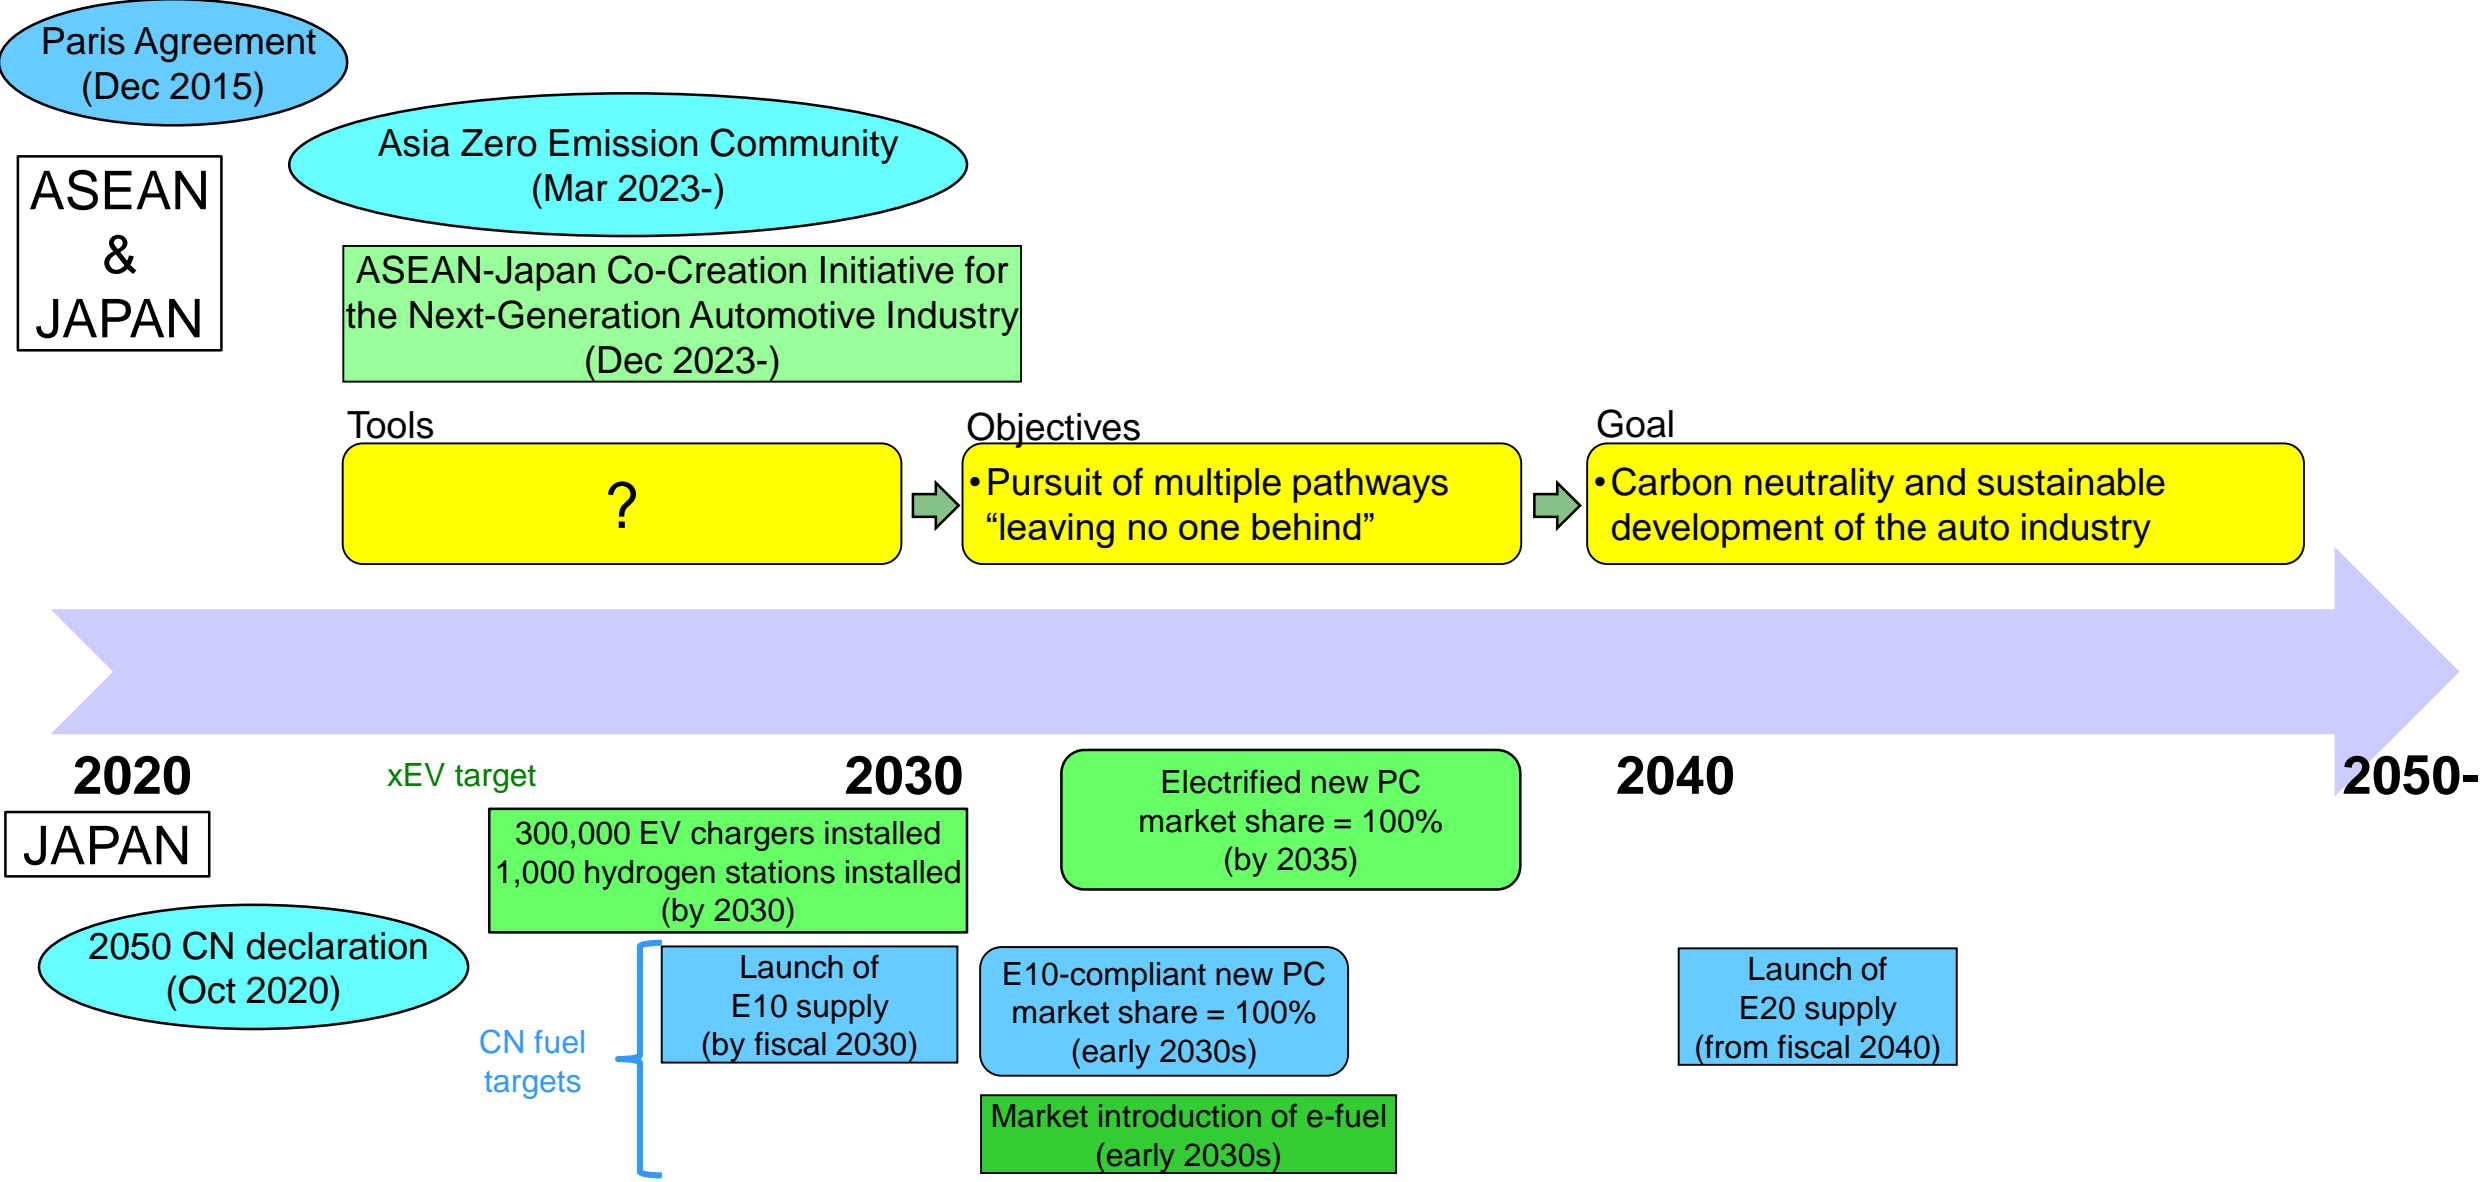 Paris Agreement
(Dec 2015)
ASEAN
&
JAPAN
Asia Zero Emission Community
(Mar 2023-)
ASEAN-Japan Co-Creation Initiative for
the Next-Generation Automotive Industry
(Dec 2023-)
Tools
?
Objectives
•Pursuit of multiple pathways
“leaving no one behind”
Goal
•Carbon neutrality and sustainable
development of the auto industry
2020
2030
2040
2050-
JAPAN
2050 CN declaration
(Oct 2020)
xEV target
300,000 EV chargers installed
1,000 hydrogen stations installed
(by 2030)
Electrified new PC
market share = 100%
(by 2035)
CN fuel
targets
Launch of
E10 supply
(by fiscal 2030)
E10-compliant new PC
market share = 100%
(early 2030s)
Launch of
E20 supply
(from fiscal 2040)
Market introduction of e-fuel
(early 2030s)